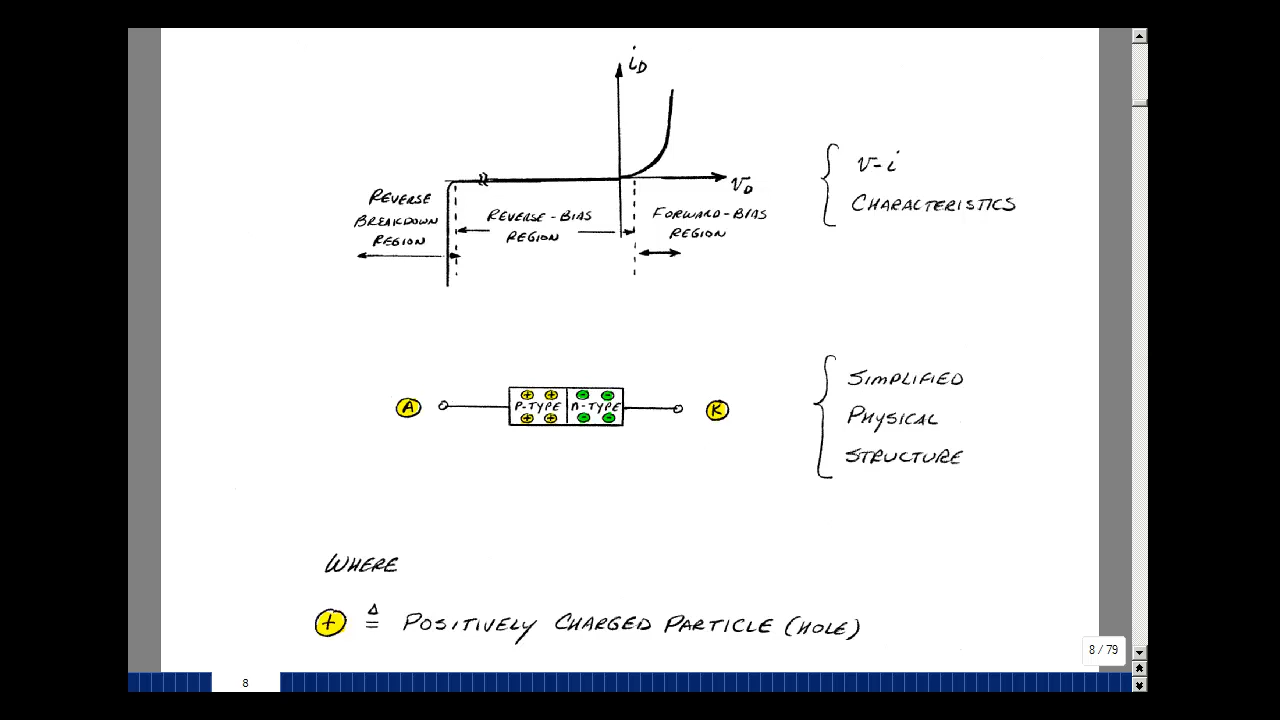 iD
vD
REVERSE
BREAKDOWN
REGION
REVERSE-BIAS
REGION
FORWARD-BIAS
REGION
v-i
CHARACTERISTICS
A
+ +
P-TYPE
+ +
- -
n-TYPE
- -
K
SIMPLIFIED
PHYSICAL
STRUCTURE
WHERE
+ ≜ POSITIVELY CHARGED PARTICLE (HOLE)
8 / 79
8